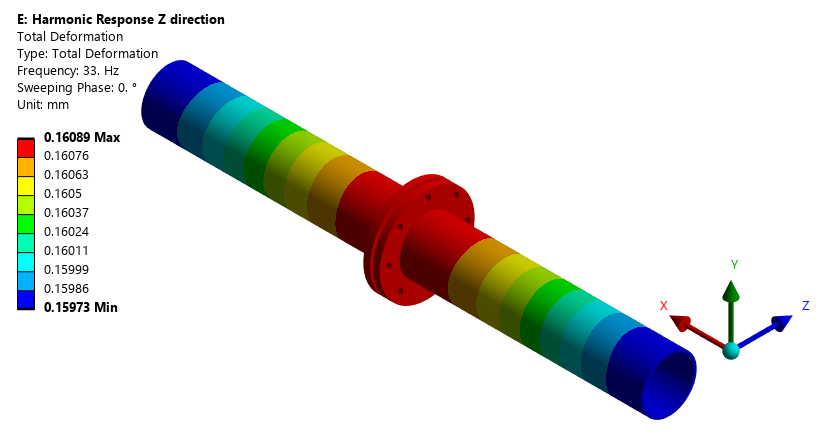 E: Harmonic Response Z direction
Total Deformation
Type: Total Deformation
Frequency: 33. Hz
Sweeping Phase: 0. °
Unit: mm
0.16089 Max
0.16076
0.16063
0.1605
0.16037
0.16024
0.16011
0.15999
0.15986
0.15973 Min
Y
X
Z